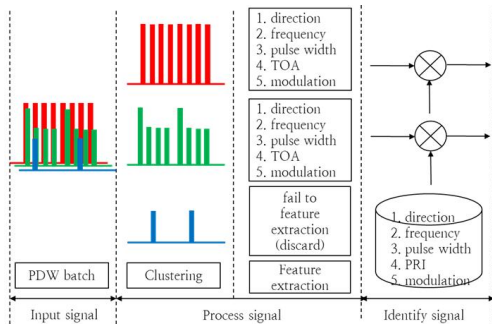 1. direction
2. frequency
3. pulse width
4. TOA
5. modulation
1. direction
2. frequency
3. pulse width
4. TOA
5. modulation
fail to
feature
extraction
(discard)
1. direction
2. frequency
3. pulse width
4. PRI
5. modulation
PDW batch
Clustering
Feature
extraction
Input signal
Process signal
Identify signal